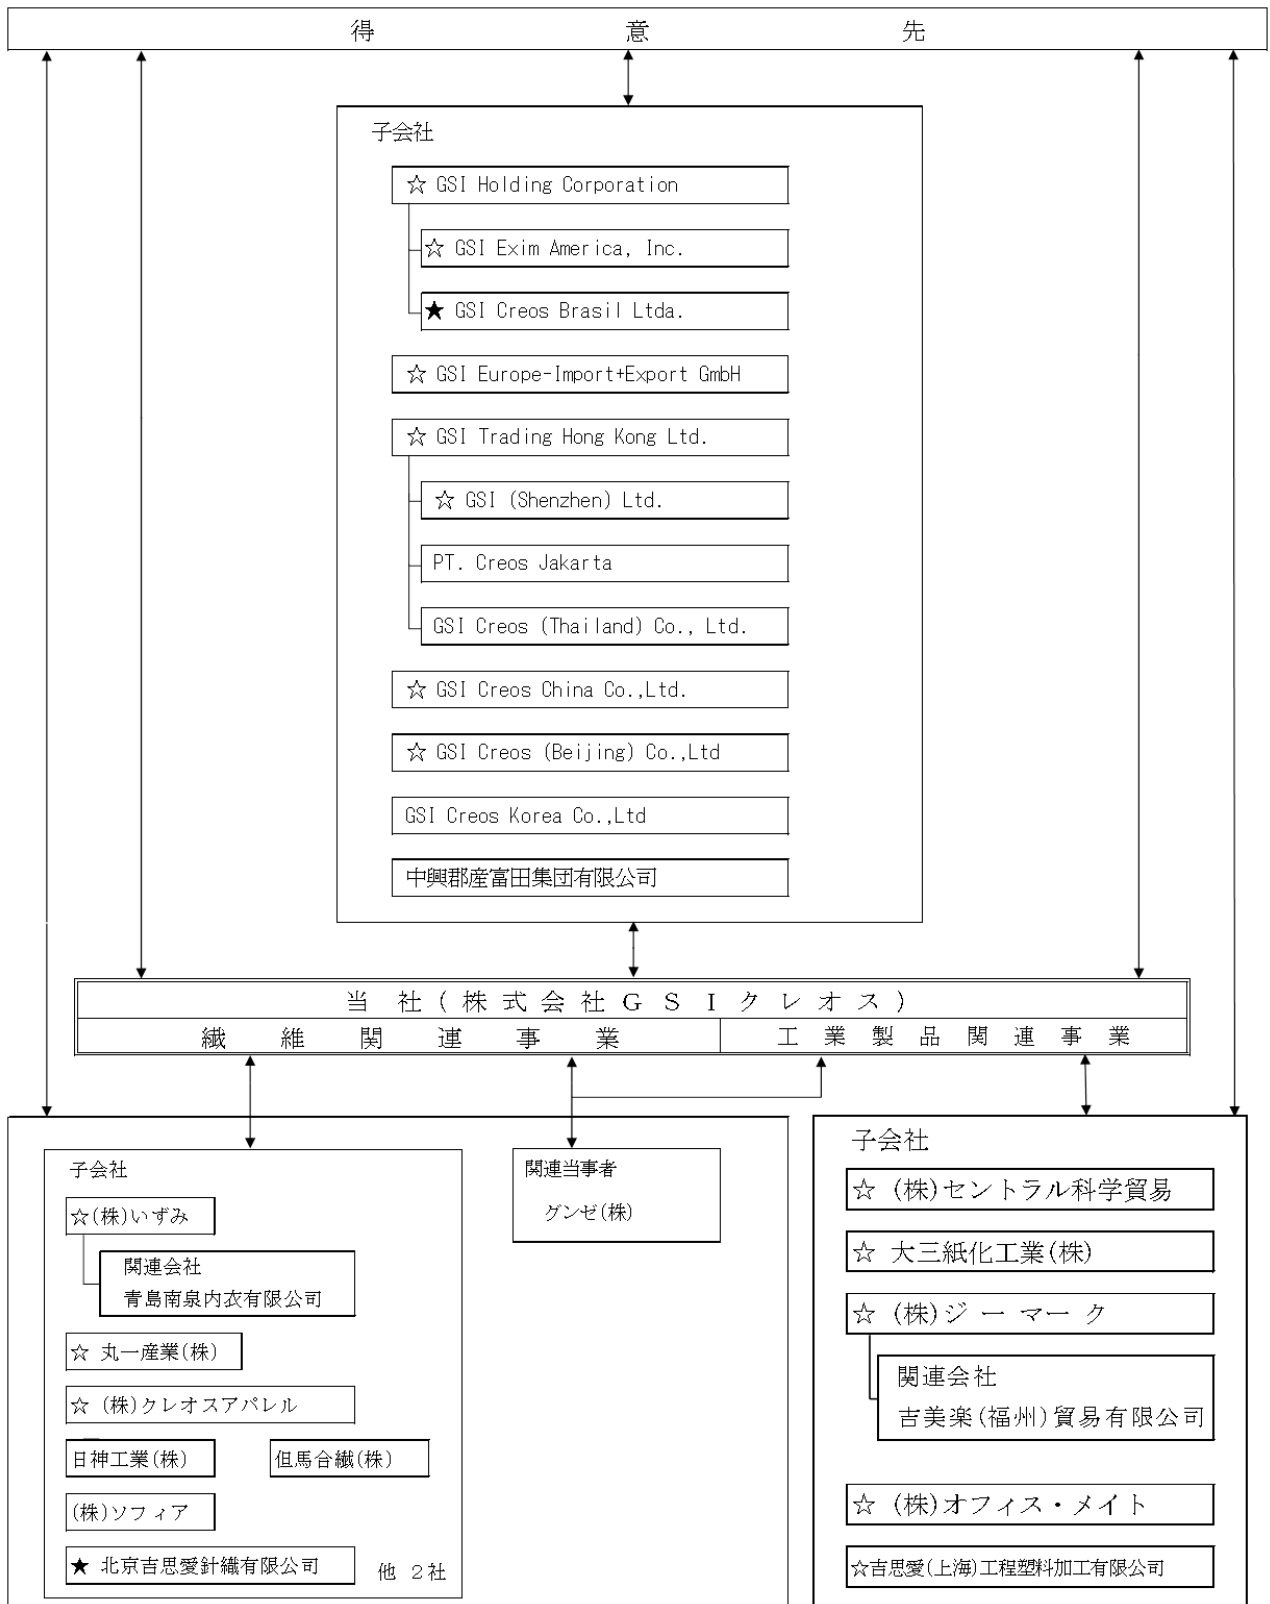 得意先
子会社
☆ GSI Holding Corporation
☆ GSI Exim America, Inc.
★ GSI Creos Brasil Ltda.
☆ GSI Europe-Import+Export GmbH
☆ GSI Trading Hong Kong Ltd.
☆ GSI (Shenzhen) Ltd.
PT. Creos Jakarta
GSI Creos (Thailand) Co., Ltd.
☆ GSI Creos China Co.,Ltd.
☆ GSI Creos (Beijing) Co.,Ltd
GSI Creos Korea Co.,Ltd
中興郡産富田集団有限公司
当社(株式会社GSIクレオス)
繊維関連事業
工業製品関連事業
子会社
☆(株)いずみ
関連会社
青島南泉内衣有限公司
☆ 丸一産業(株)
☆ (株)クレオスアパレル
日神工業(株)
但馬合繊(株)
(株)ソフィア
★ 北京吉思愛針織有限公司
他 2社
関連当事者
グンゼ(株)
子会社
☆ (株)セントラル科学貿易
☆ 大三紙化工業(株)
☆ (株)ジーマーク
関連会社
吉美楽(福州)貿易有限公司
☆ (株)オフィス・メイト
☆吉思愛(上海)工程塑料加工有限公司